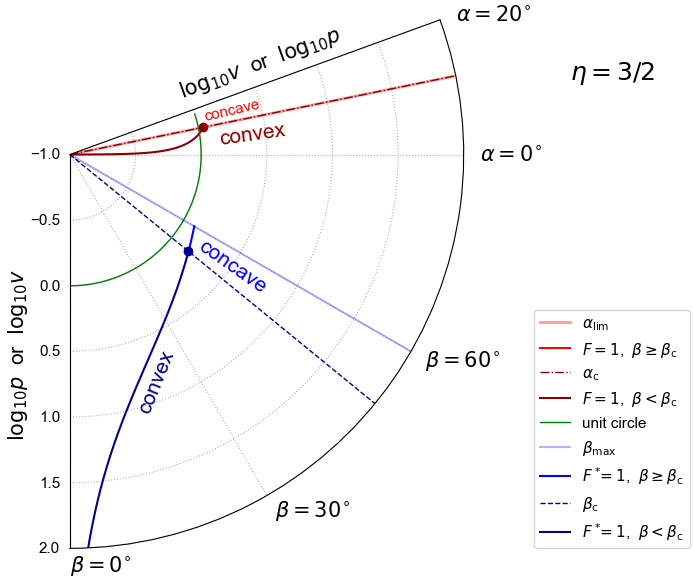 α = 20°
log₁₀v or log₁₀p
η = 3/2
concave
convex
α = 0°
−1.0
−0.5
0.0
0.5
1.0
1.5
2.0
log₁₀p or log₁₀v
concave
convex
β = 60°
β = 30°
β = 0°
α_lim
F = 1, β ≥ β_c
α_c
F = 1, β < β_c
unit circle
β_max
F* = 1, β ≥ β_c
β_c
F* = 1, β < β_c